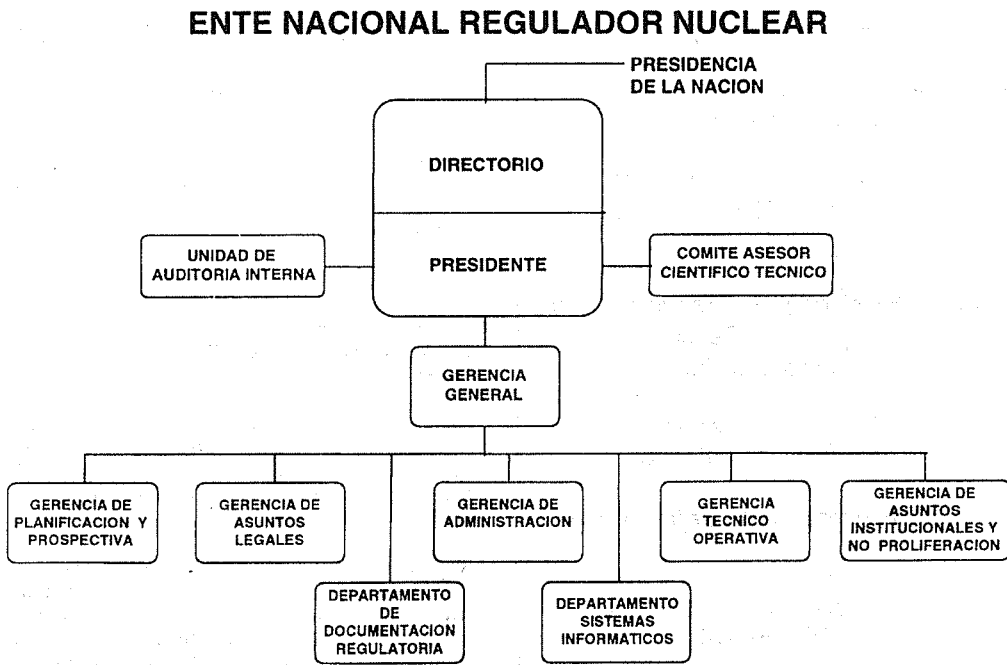 ENTE NACIONAL REGULADOR NUCLEAR
PRESIDENCIA
DE LA NACION
DIRECTORIO
UNIDAD DE
AUDITORIA INTERNA
PRESIDENTE
COMITE ASESOR
CIENTIFICO TECNICO
GERENCIA
GENERAL
GERENCIA DE
PLANIFICACION Y
PROSPECTIVA
GERENCIA DE
ASUNTOS
LEGALES
GERENCIA DE
ADMINISTRACION
GERENCIA
TECNICO
OPERATIVA
GERENCIA DE
ASUNTOS
INSTITUCIONALES Y
NO PROLIFERACION
DEPARTAMENTO
DE
DOCUMENTACION
REGULATORIA
DEPARTAMENTO
SISTEMAS
INFORMATICOS